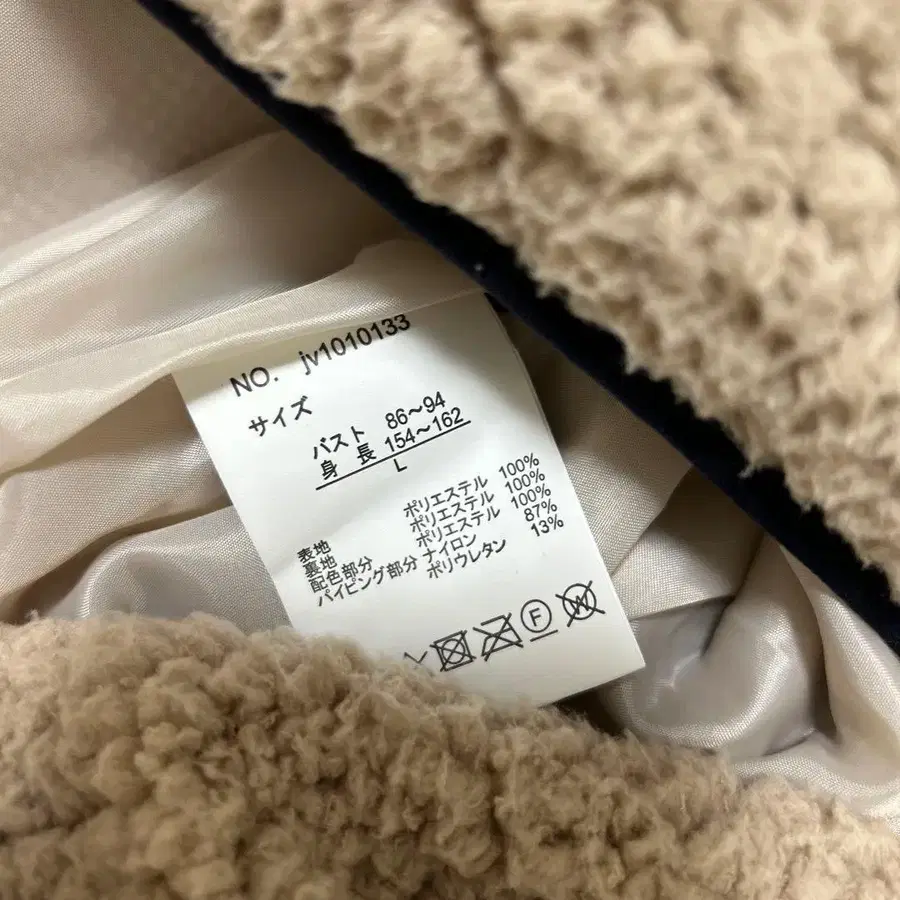 NO. jv1010133
サイズ
バスト 86～94
身 長 154～162
L
表地 ポリエステル 100%
裏地 ポリエステル 100%
配色部分 ポリエステル 100%
パイピング部分 ナイロン 87%
ポリウレタン 13%
F W